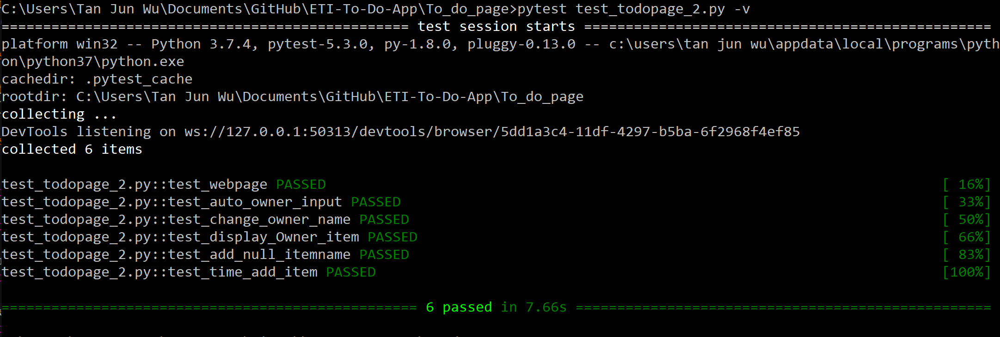 C:\Users\Tan Jun Wu\Documents\GitHub\ETI-To-Do-App\To_do_page>pytest test_todopage_2.py -v
================================================= test session starts =================================================
platform win32 -- Python 3.7.4, pytest-5.3.0, py-1.8.0, pluggy-0.13.0 -- c:\users\tan jun wu\appdata\local\programs\pyth
on\python37\python.exe
cachedir: .pytest_cache
rootdir: C:\Users\Tan Jun Wu\Documents\GitHub\ETI-To-Do-App\To_do_page
collecting ...
DevTools listening on ws://127.0.0.1:50313/devtools/browser/5dd1a3c4-11df-4297-b5ba-6f2968f4ef85
collected 6 items
test_todopage_2.py::test_webpage PASSED [ 16%]
test_todopage_2.py::test_auto_owner_input PASSED [ 33%]
test_todopage_2.py::test_change_owner_name PASSED [ 50%]
test_todopage_2.py::test_display_Owner_item PASSED [ 66%]
test_todopage_2.py::test_add_null_itemname PASSED [ 83%]
test_todopage_2.py::test_time_add_item PASSED [100%]
================================================== 6 passed in 7.66s ==================================================